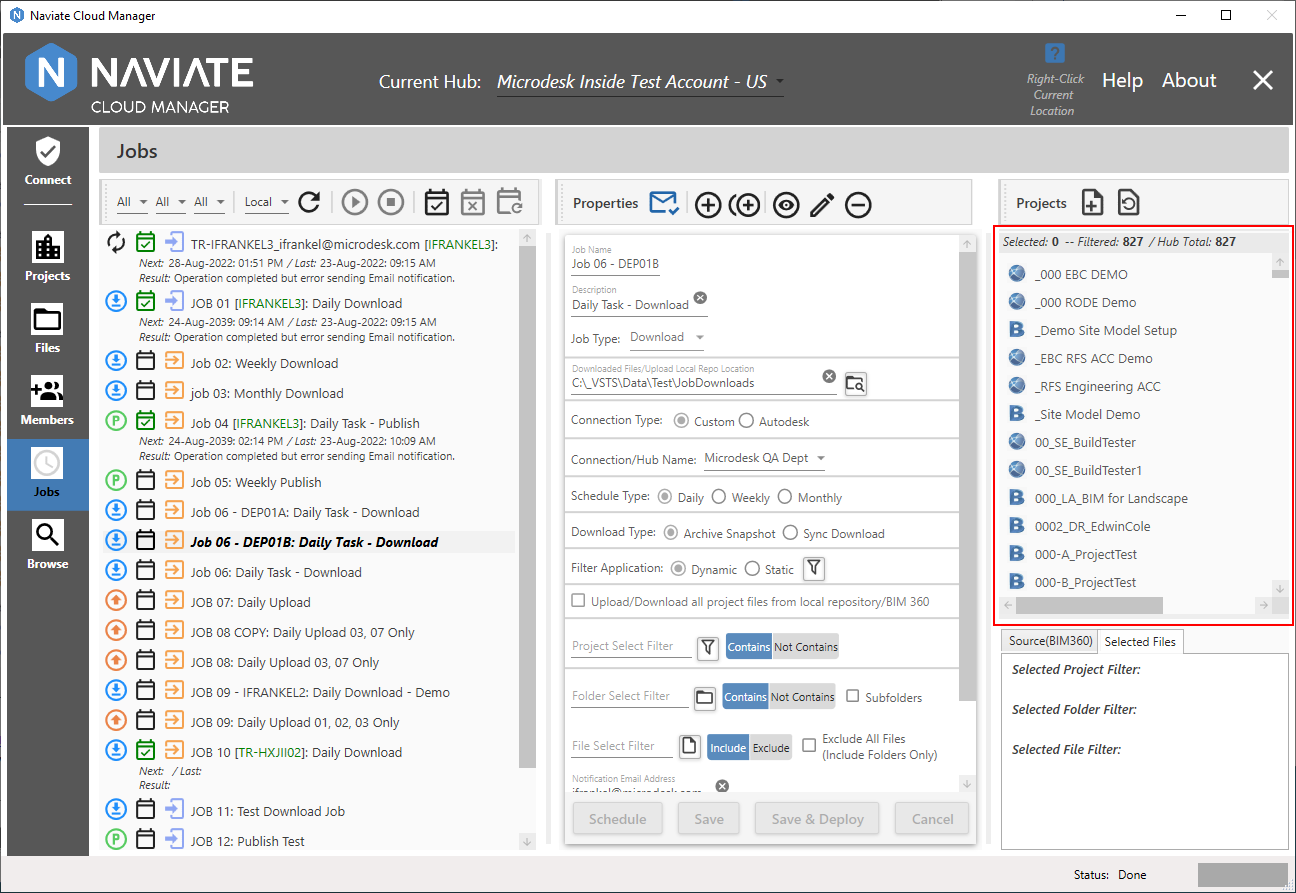 Naviate Cloud Manager
NAVIATE
CLOUD MANAGER
Current Hub: Microdesk Inside Test Account - US
?
Right-Click
Current
Location
Help About
Connect
Projects
Files
Members
Jobs
Browse
Jobs
All All All Local
TR-IFRANKEL3_ifrankel@microdesk.com [IFRANKEL3]:
Next: 28-Aug-2022: 01:51 PM / Last: 23-Aug-2022: 09:15 AM
Result: Operation completed but error sending Email notification.
JOB 01 [IFRANKEL3]: Daily Download
Next: 24-Aug-2039: 09:14 AM / Last: 23-Aug-2022: 09:15 AM
Result: Operation completed but error sending Email notification.
Job 02: Weekly Download
job 03: Monthly Download
P Job 04 [IFRANKEL3]: Daily Task - Publish
Next: 24-Aug-2039: 02:14 PM / Last: 23-Aug-2022: 10:09 AM
Result: Operation completed but error sending Email notification.
P Job 05: Weekly Publish
Job 06 - DEP01A: Daily Task - Download
Job 06 - DEP01B: Daily Task - Download
Job 06: Daily Task - Download
JOB 07: Daily Upload
JOB 08 COPY: Daily Upload 03, 07 Only
JOB 08: Daily Upload 03, 07 Only
JOB 09 - IFRANKEL2: Daily Download - Demo
JOB 09: Daily Upload 01, 02, 03 Only
JOB 10 [TR-HXJII02]: Daily Download
Next: / Last:
Result:
JOB 11: Test Download Job
P JOB 12: Publish Test
Properties
Job Name
Job 06 - DEP01B
Description
Daily Task - Download
Job Type: Download
Downloaded Files/Upload Local Repo Location
C:\_VSTS\Data\Test\JobDownloads
Connection Type: Custom Autodesk
Connection/Hub Name: Microdesk QA Dept
Schedule Type: Daily Weekly Monthly
Download Type: Archive Snapshot Sync Download
Filter Application: Dynamic Static
Upload/Download all project files from local repository/BIM 360
Project Select Filter Contains Not Contains
Folder Select Filter Contains Not Contains Subfolders
File Select Filter Include Exclude Exclude All Files
(Include Folders Only)
Notification Email Address
ifrankel@microdesk.com
Schedule Save Save & Deploy Cancel
Projects
Selected: 0 -- Filtered: 827 / Hub Total: 827
_000 EBC DEMO
_000 RODE Demo
B _Demo Site Model Setup
_EBC RFS ACC Demo
_RFS Engineering ACC
B _Site Model Demo
00_SE_BuildTester
00_SE_BuildTester1
B 000_LA_BIM for Landscape
B 0002_DR_EdwinCole
B 000-A_ProjectTest
B 000-B_ProjectTest
Source(BIM360) Selected Files
Selected Project Filter:
Selected Folder Filter:
Selected File Filter:
Status: Done